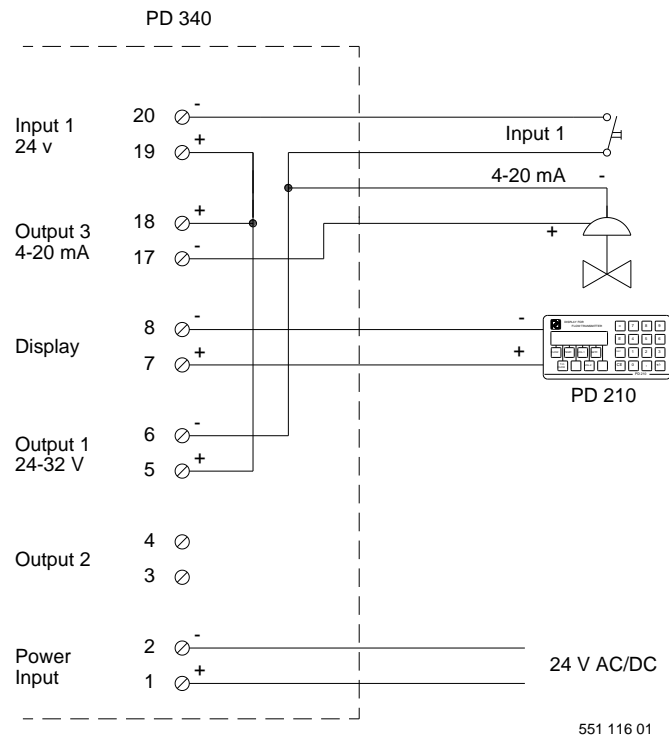 PD 340
Input 1
24 v
20 -
19 +
Input 1
4-20 mA -
Output 3
4-20 mA
18 +
17 -
+
Display
8 -
7 +
-
+
PD 210
Output 1
24-32 V
6 -
5 +
Output 2
4
3
Power
Input
2 -
1 +
24 V AC/DC
551 116 01